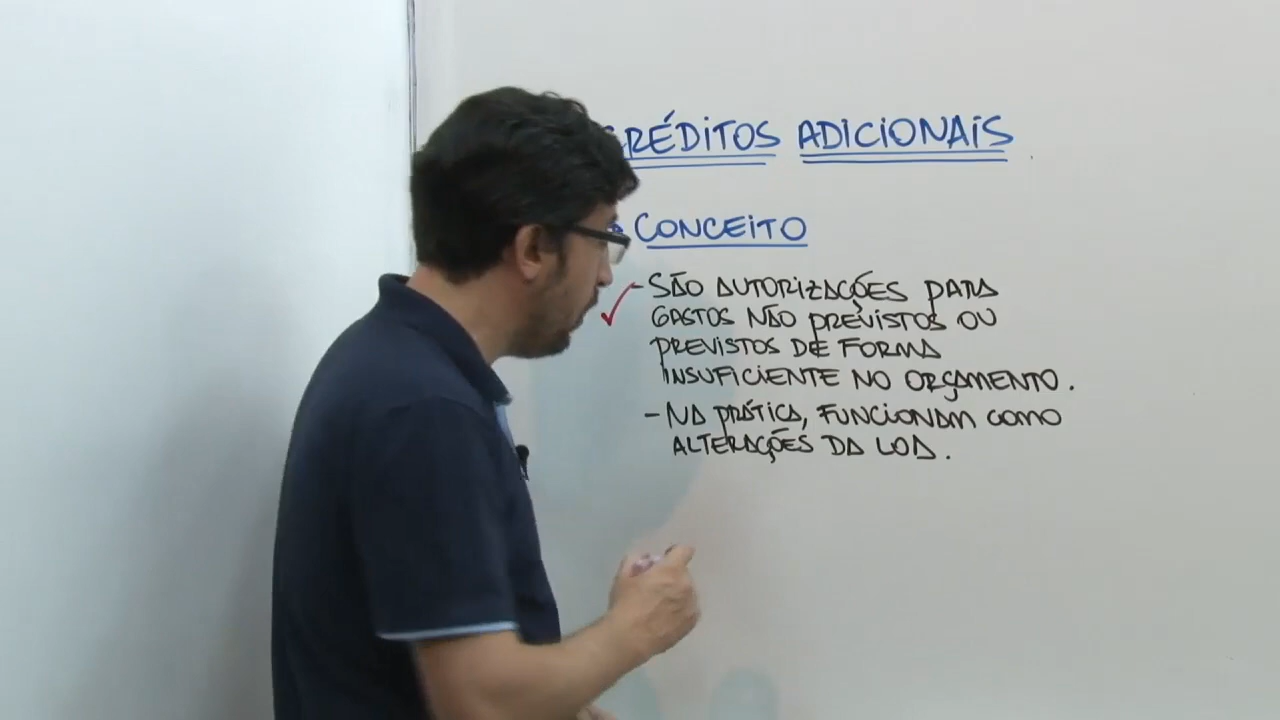 CRÉDITOS ADICIONAIS
CONCEITO
- SÃO AUTORIZAÇÕES PARA
GASTOS NÃO PREVISTOS OU
PREVISTOS DE FORMA
INSUFICIENTE NO ORÇAMENTO.
- NA PRÁTICA, FUNCIONAM COMO
ALTERAÇÕES DA LOA.